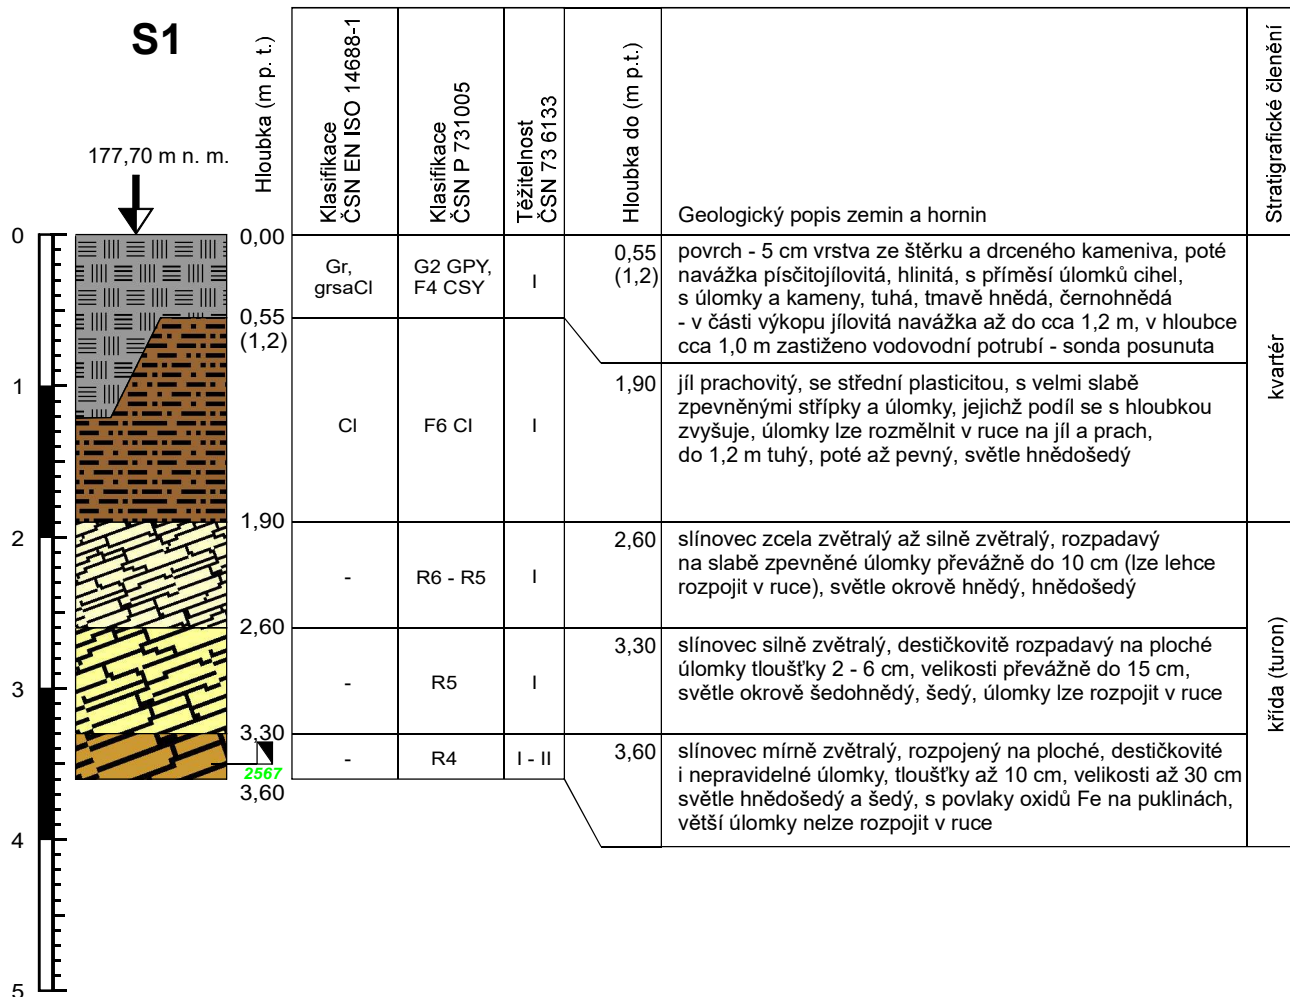 S1
177,70 m n. m.
Hloubka (m p. t.)
Klasifikace
ČSN EN ISO 14688-1
Klasifikace
ČSN P 731005
Těžitelnost
ČSN 73 6133
Hloubka do (m p.t.)
Geologický popis zemin a hornin
Stratigrafické členění
0
1
2
3
4
5
0,00
0,55
(1,2)
1,90
2,60
3,30
2567
3,60
Gr,
grsaCl
G2 GPY,
F4 CSY
I
0,55
(1,2)
povrch - 5 cm vrstva ze štěrku a drceného kameniva, poté
navážka písčitojílovitá, hlinitá, s příměsí úlomků cihel,
s úlomky a kameny, tuhá, tmavě hnědá, černohnědá
- v části výkopu jílovitá navážka až do cca 1,2 m, v hloubce
cca 1,0 m zastiženo vodovodní potrubí - sonda posunuta
Cl
F6 CI
I
1,90
jíl prachovitý, se střední plasticitou, s velmi slabě
zpevněnými střípky a úlomky, jejichž podíl se s hloubkou
zvyšuje, úlomky lze rozmělnit v ruce na jíl a prach,
do 1,2 m tuhý, poté až pevný, světle hnědošedý
kvartér
-
R6 - R5
I
2,60
slínovec zcela zvětralý až silně zvětralý, rozpadavý
na slabě zpevněné úlomky převážně do 10 cm (lze lehce
rozpojit v ruce), světle okrově hnědý, hnědošedý
-
R5
I
3,30
slínovec silně zvětralý, destičkovitě rozpadavý na ploché
úlomky tloušťky 2 - 6 cm, velikosti převážně do 15 cm,
světle okrově šedohnědý, šedý, úlomky lze rozpojit v ruce
-
R4
I - II
3,60
slínovec mírně zvětralý, rozpojený na ploché, destičkovité
i nepravidelné úlomky, tloušťky až 10 cm, velikosti až 30 cm
světle hnědošedý a šedý, s povlaky oxidů Fe na puklinách,
větší úlomky nelze rozpojit v ruce
křída (turon)